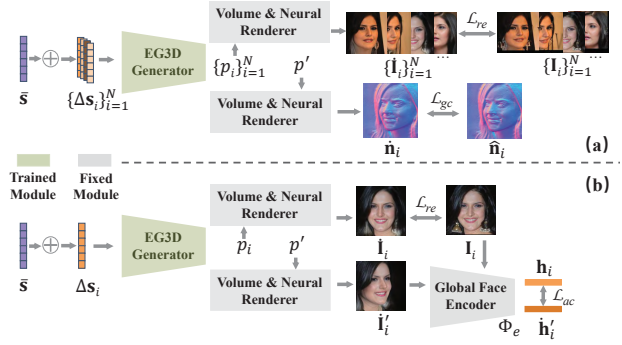 Volume & Neural
Renderer
EG3D
Generator
s̄
{Δs_i}_{i=1}^N
{p_i}_{i=1}^N
p′
{İ_i}_{i=1}^N
...
ℒ_re
{I_i}_{i=1}^N
...
Volume & Neural
Renderer
ṅ_i
ℒ_gc
n̂_i
(a)
Trained
Module
Fixed
Module
(b)
Volume & Neural
Renderer
EG3D
Generator
s̄
Δs_i
p_i
p′
İ_i
ℒ_re
I_i
Volume & Neural
Renderer
İ′_i
Global Face
Encoder
Φ_e
h_i
ℒ_ac
ḣ′_i